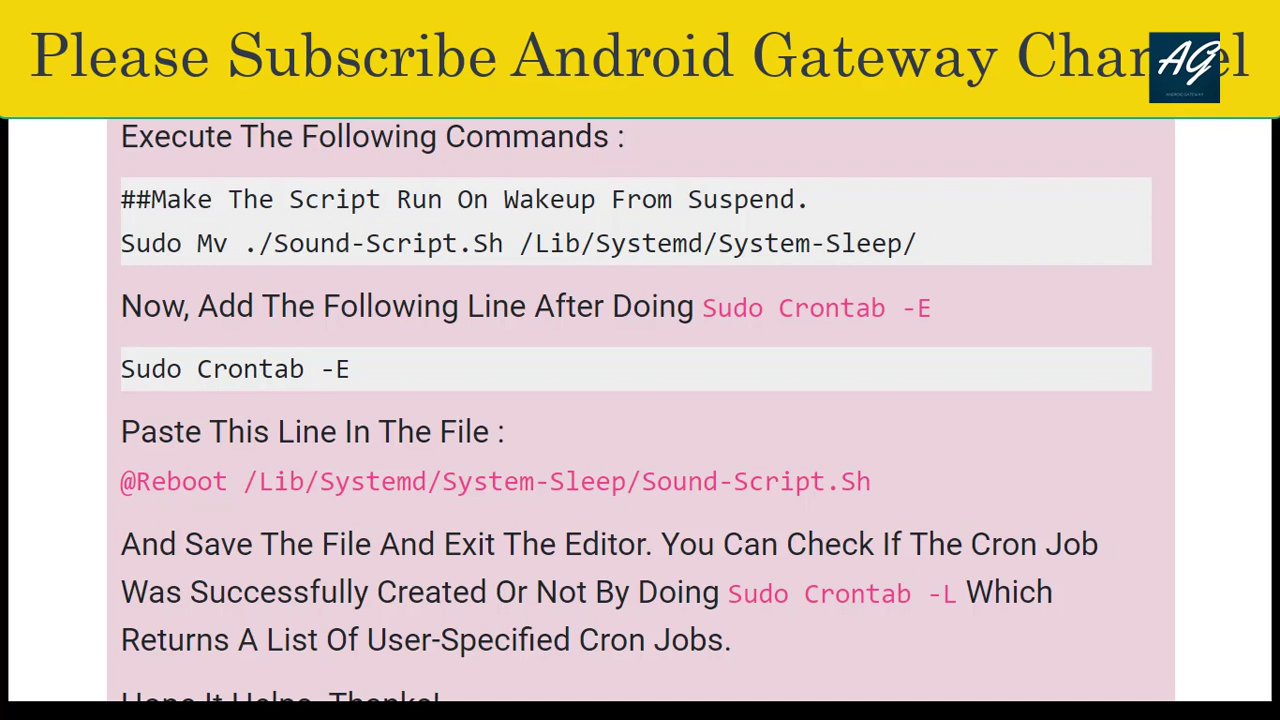 Please Subscribe Android Gateway Channel
AG
Execute The Following Commands :
##Make The Script Run On Wakeup From Suspend.
Sudo Mv ./Sound-Script.Sh /Lib/Systemd/System-Sleep/
Now, Add The Following Line After Doing Sudo Crontab -E
Sudo Crontab -E
Paste This Line In The File :
@Reboot /Lib/Systemd/System-Sleep/Sound-Script.Sh
And Save The File And Exit The Editor. You Can Check If The Cron Job
Was Successfully Created Or Not By Doing Sudo Crontab -L Which
Returns A List Of User-Specified Cron Jobs.
Hope It Helps, Thanks!